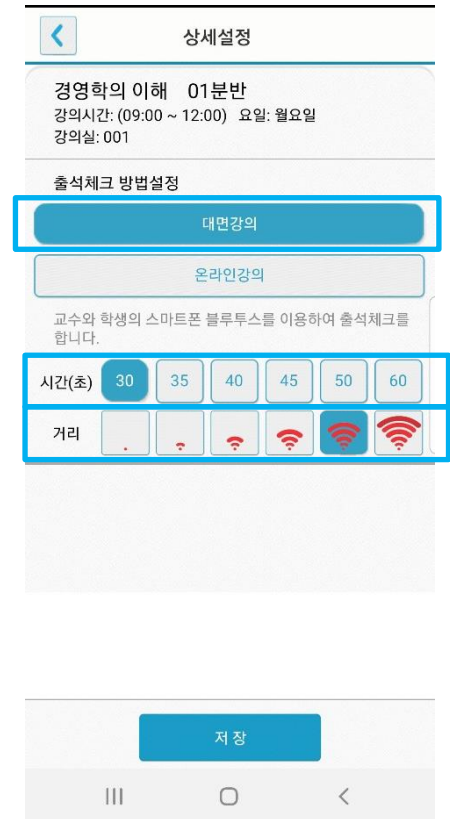 상세설정
경영학의 이해 01분반
강의시간: (09:00 ~ 12:00) 요일: 월요일
강의실: 001
출석체크 방법설정
대면강의
온라인강의
교수와 학생의 스마트폰 블루투스를 이용하여 출석체크를
합니다.
시간(초) 30 35 40 45 50 60
거리
저장